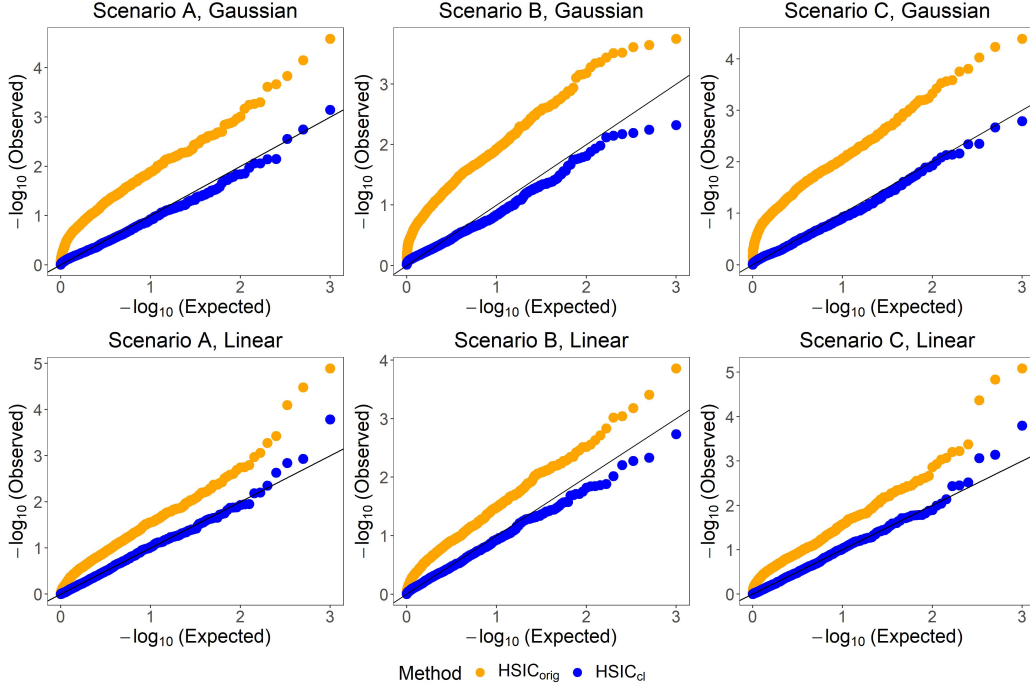 Scenario A, Gaussian
−log10 (Observed)
4
3
2
1
0
0 1 2 3
−log10 (Expected)
Scenario B, Gaussian
−log10 (Observed)
3
2
1
0
0 1 2 3
−log10 (Expected)
Scenario C, Gaussian
−log10 (Observed)
4
3
2
1
0
0 1 2 3
−log10 (Expected)
Scenario A, Linear
−log10 (Observed)
5
4
3
2
1
0
0 1 2 3
−log10 (Expected)
Scenario B, Linear
−log10 (Observed)
4
3
2
1
0
0 1 2 3
−log10 (Expected)
Scenario C, Linear
−log10 (Observed)
5
4
3
2
1
0
0 1 2 3
−log10 (Expected)
Method HSICorig HSICcl